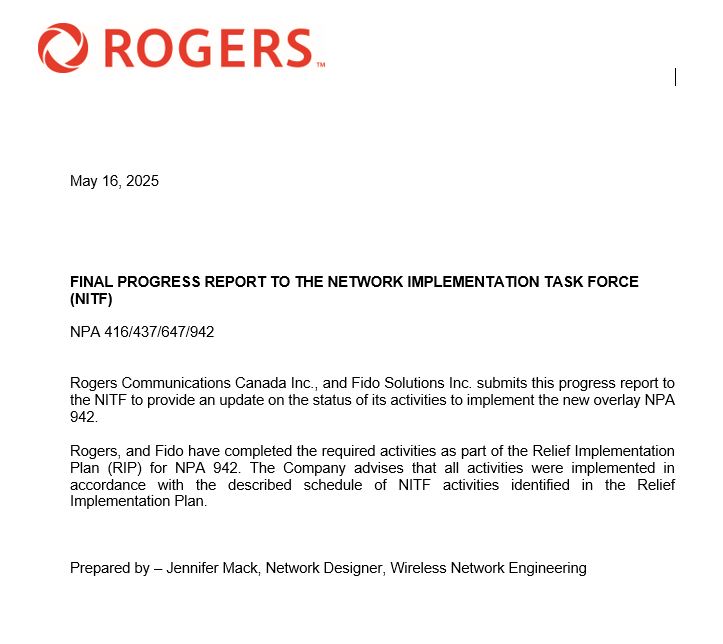 ROGERS™
May 16, 2025
FINAL PROGRESS REPORT TO THE NETWORK IMPLEMENTATION TASK FORCE
(NITF)
NPA 416/437/647/942
Rogers Communications Canada Inc., and Fido Solutions Inc. submits this progress report to
the NITF to provide an update on the status of its activities to implement the new overlay NPA
942.
Rogers, and Fido have completed the required activities as part of the Relief Implementation
Plan (RIP) for NPA 942. The Company advises that all activities were implemented in
accordance with the described schedule of NITF activities identified in the Relief
Implementation Plan.
Prepared by – Jennifer Mack, Network Designer, Wireless Network Engineering